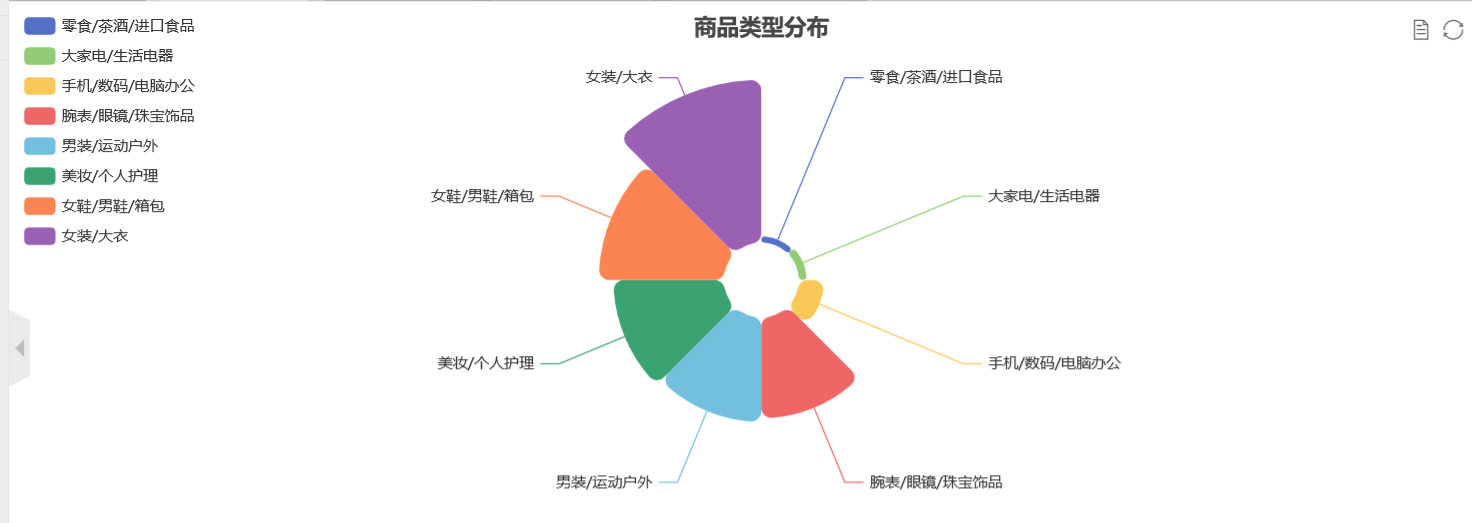 商品类型分布
零食/茶酒/进口食品
大家电/生活电器
手机/数码/电脑办公
腕表/眼镜/珠宝饰品
男装/运动户外
美妆/个人护理
女鞋/男鞋/箱包
女装/大衣
女装/大衣
零食/茶酒/进口食品
女鞋/男鞋/箱包
大家电/生活电器
美妆/个人护理
手机/数码/电脑办公
男装/运动户外
腕表/眼镜/珠宝饰品